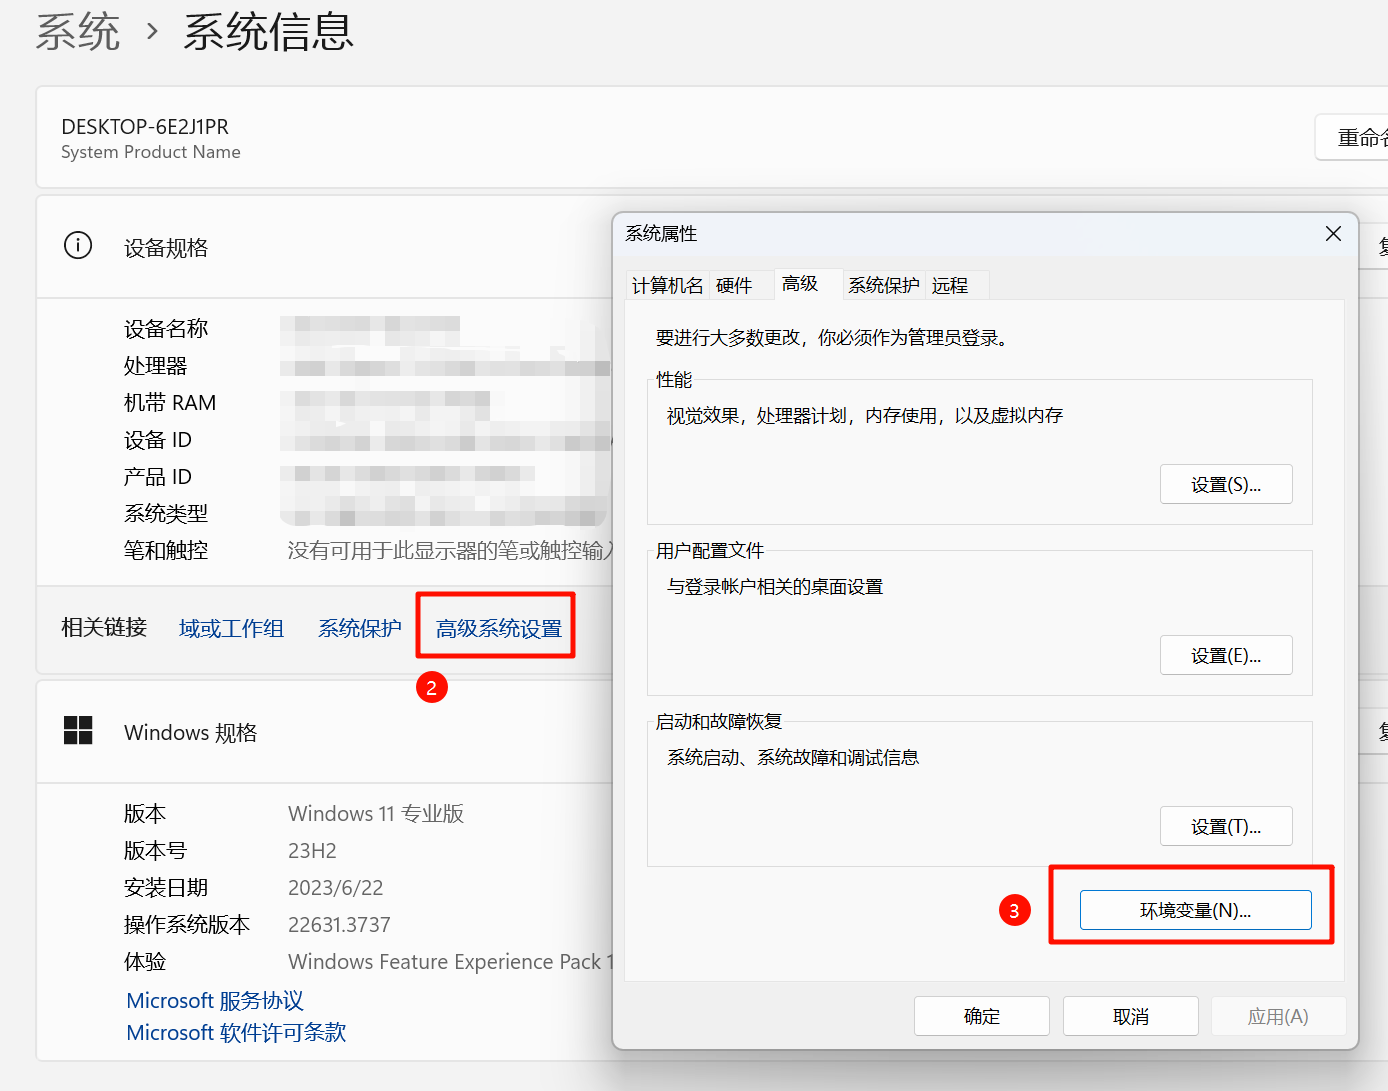 系统 > 系统信息
DESKTOP-6E2J1PR
System Product Name
重命
设备规格
设备名称
处理器
机带 RAM
设备 ID
产品 ID
系统类型
笔和触控 没有可用于此显示器的笔或触控输
相关链接 域或工作组 系统保护 高级系统设置
2
Windows 规格
版本 Windows 11 专业版
版本号 23H2
安装日期 2023/6/22
操作系统版本 22631.3737
体验 Windows Feature Experience Pack 1
Microsoft 服务协议
Microsoft 软件许可条款
系统属性
计算机名 硬件 高级 系统保护 远程
要进行大多数更改，你必须作为管理员登录。
性能
视觉效果，处理器计划，内存使用，以及虚拟内存
设置(S)...
用户配置文件
与登录帐户相关的桌面设置
设置(E)...
启动和故障恢复
系统启动、系统故障和调试信息
设置(T)...
3
环境变量(N)...
确定 取消 应用(A)